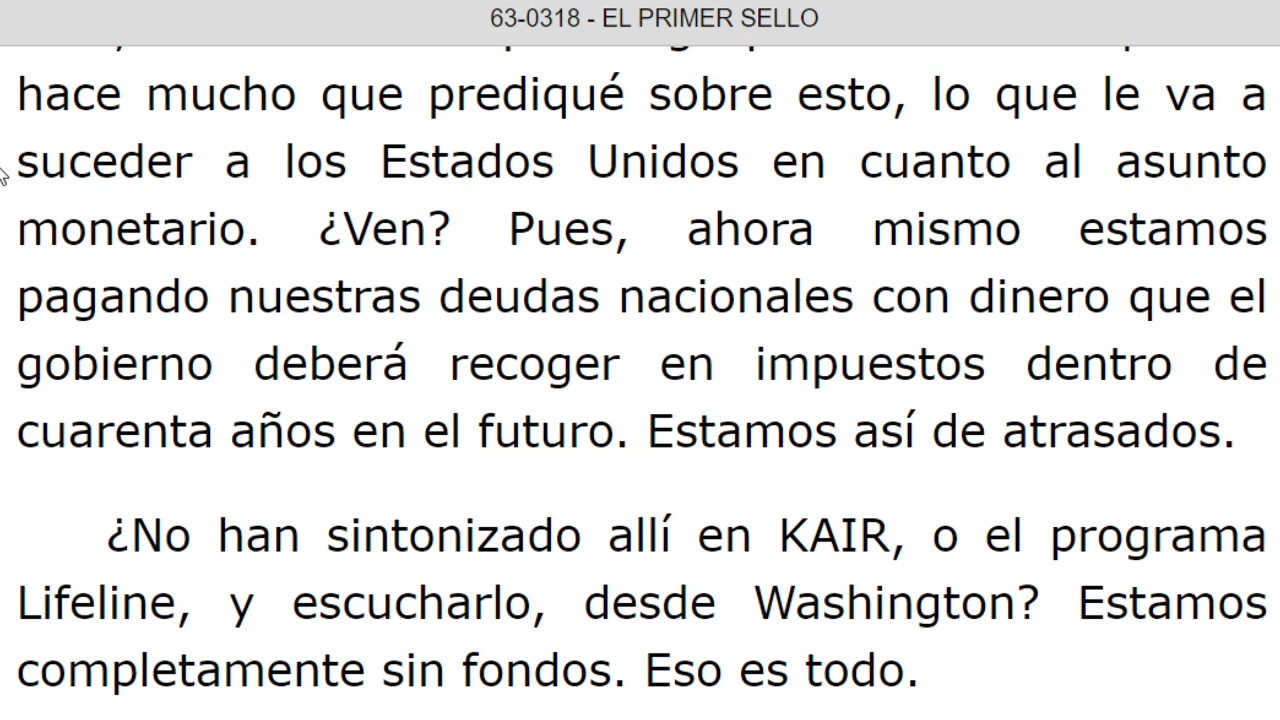 63-0318 - EL PRIMER SELLO
hace mucho que prediqué sobre esto, lo que le va a
suceder a los Estados Unidos en cuanto al asunto
monetario. ¿Ven? Pues, ahora mismo estamos
pagando nuestras deudas nacionales con dinero que el
gobierno deberá recoger en impuestos dentro de
cuarenta años en el futuro. Estamos así de atrasados.
¿No han sintonizado allí en KAIR, o el programa
Lifeline, y escucharlo, desde Washington? Estamos
completamente sin fondos. Eso es todo.